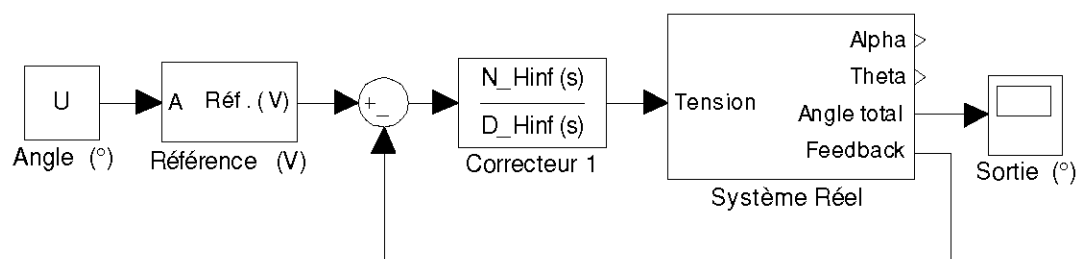 U
Angle (°)
A Réf. (V)
Référence (V)
+
−
N_Hinf(s)
D_Hinf(s)
Correcteur 1
Tension
Alpha
Theta
Angle total
Feedback
Système Réel
Sortie (°)